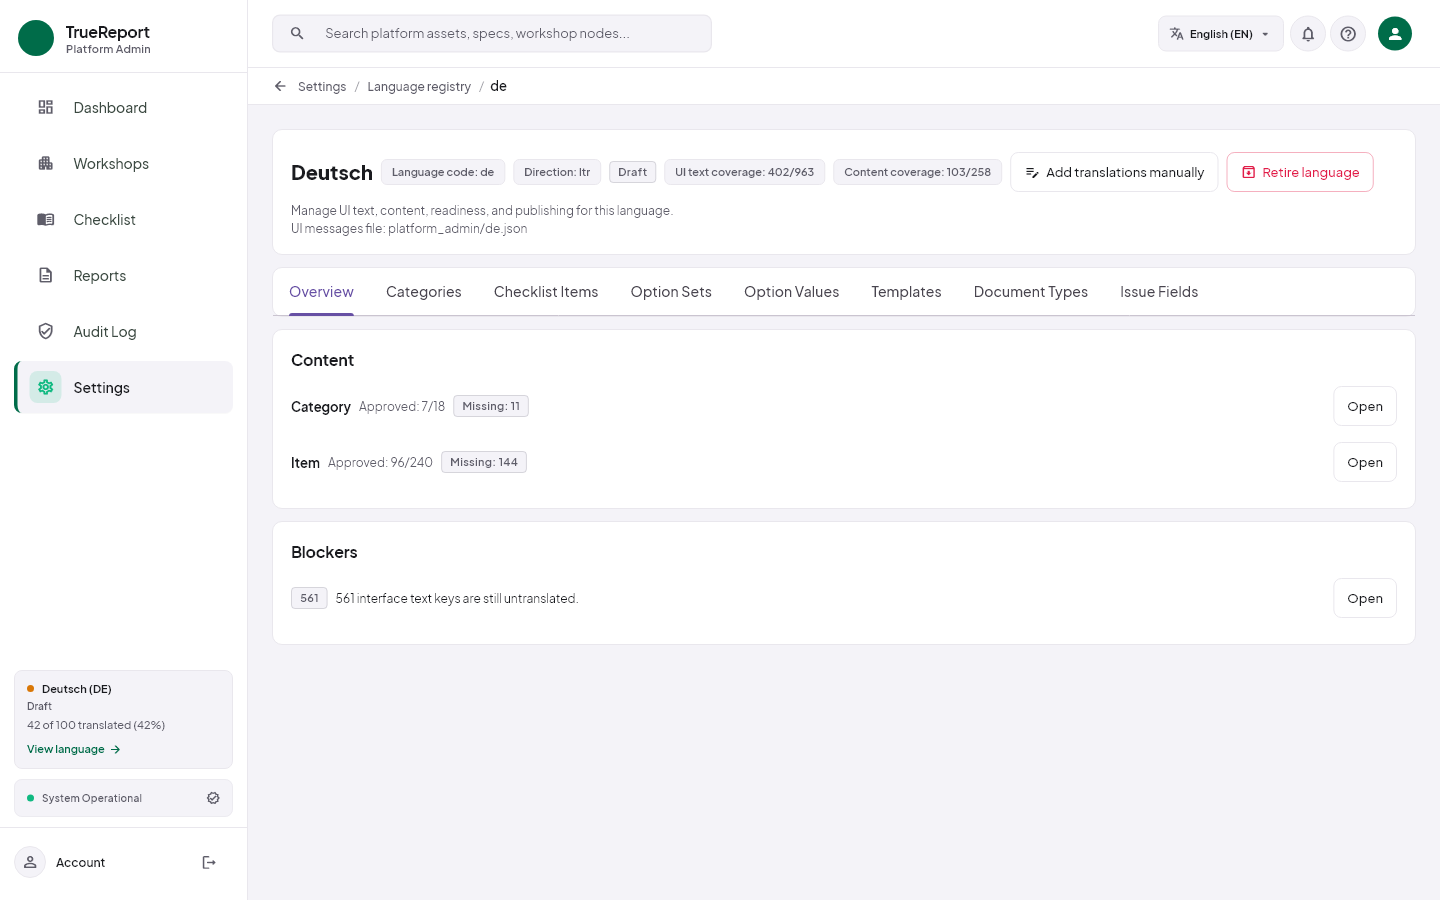 TrueReport
Platform Admin
Search platform assets, specs, workshop nodes...
English (EN)
Settings / Language registry / de
Dashboard
Workshops
Checklist
Reports
Audit Log
Settings
Deutsch (DE)
Draft
42 of 100 translated (42%)
View language →
System Operational
Account
Deutsch Language code: de Direction: ltr Draft UI text coverage: 402/963 Content coverage: 103/258 Add translations manually Retire language
Manage UI text, content, readiness, and publishing for this language.
UI messages file: platform_admin/de.json
Overview Categories Checklist Items Option Sets Option Values Templates Document Types Issue Fields
Content
Category Approved: 7/18 Missing: 11 Open
Item Approved: 96/240 Missing: 144 Open
Blockers
561 561 interface text keys are still untranslated. Open